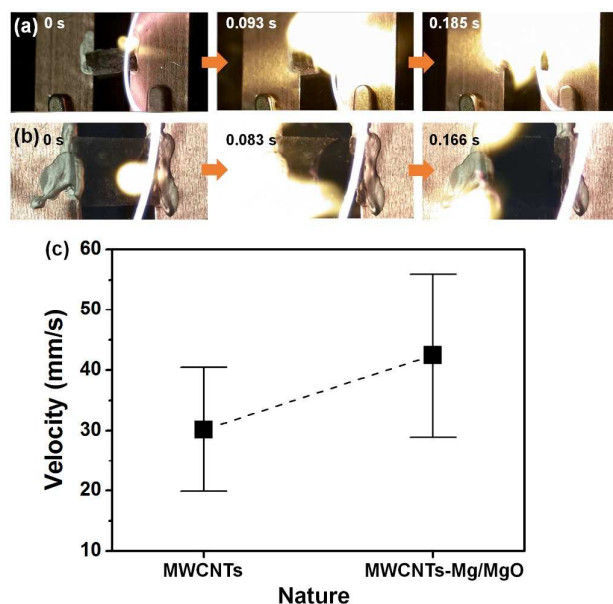 (a) 0 s 0.093 s 0.185 s
(b) 0 s 0.083 s 0.166 s
(c)
60
50
40
30
20
10
Velocity (mm/s)
MWCNTs MWCNTs-Mg/MgO
Nature